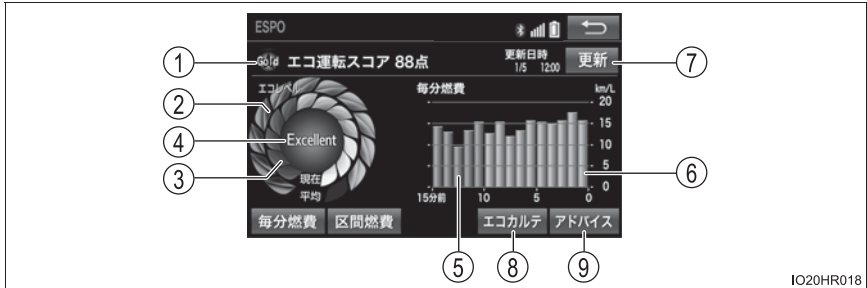 ESPO
① Gold エコ運転スコア 88点 更新日時 1/5 12:00 更新 ⑦
エコレベル
毎分燃費 km/L
②
④ Excellent
③
現在
平均
20
15
10
5
0
⑥
15分前 10 5 0
毎分燃費 区間燃費 エコカルテ アドバイス
⑤ ⑧ ⑨
IO20HR018